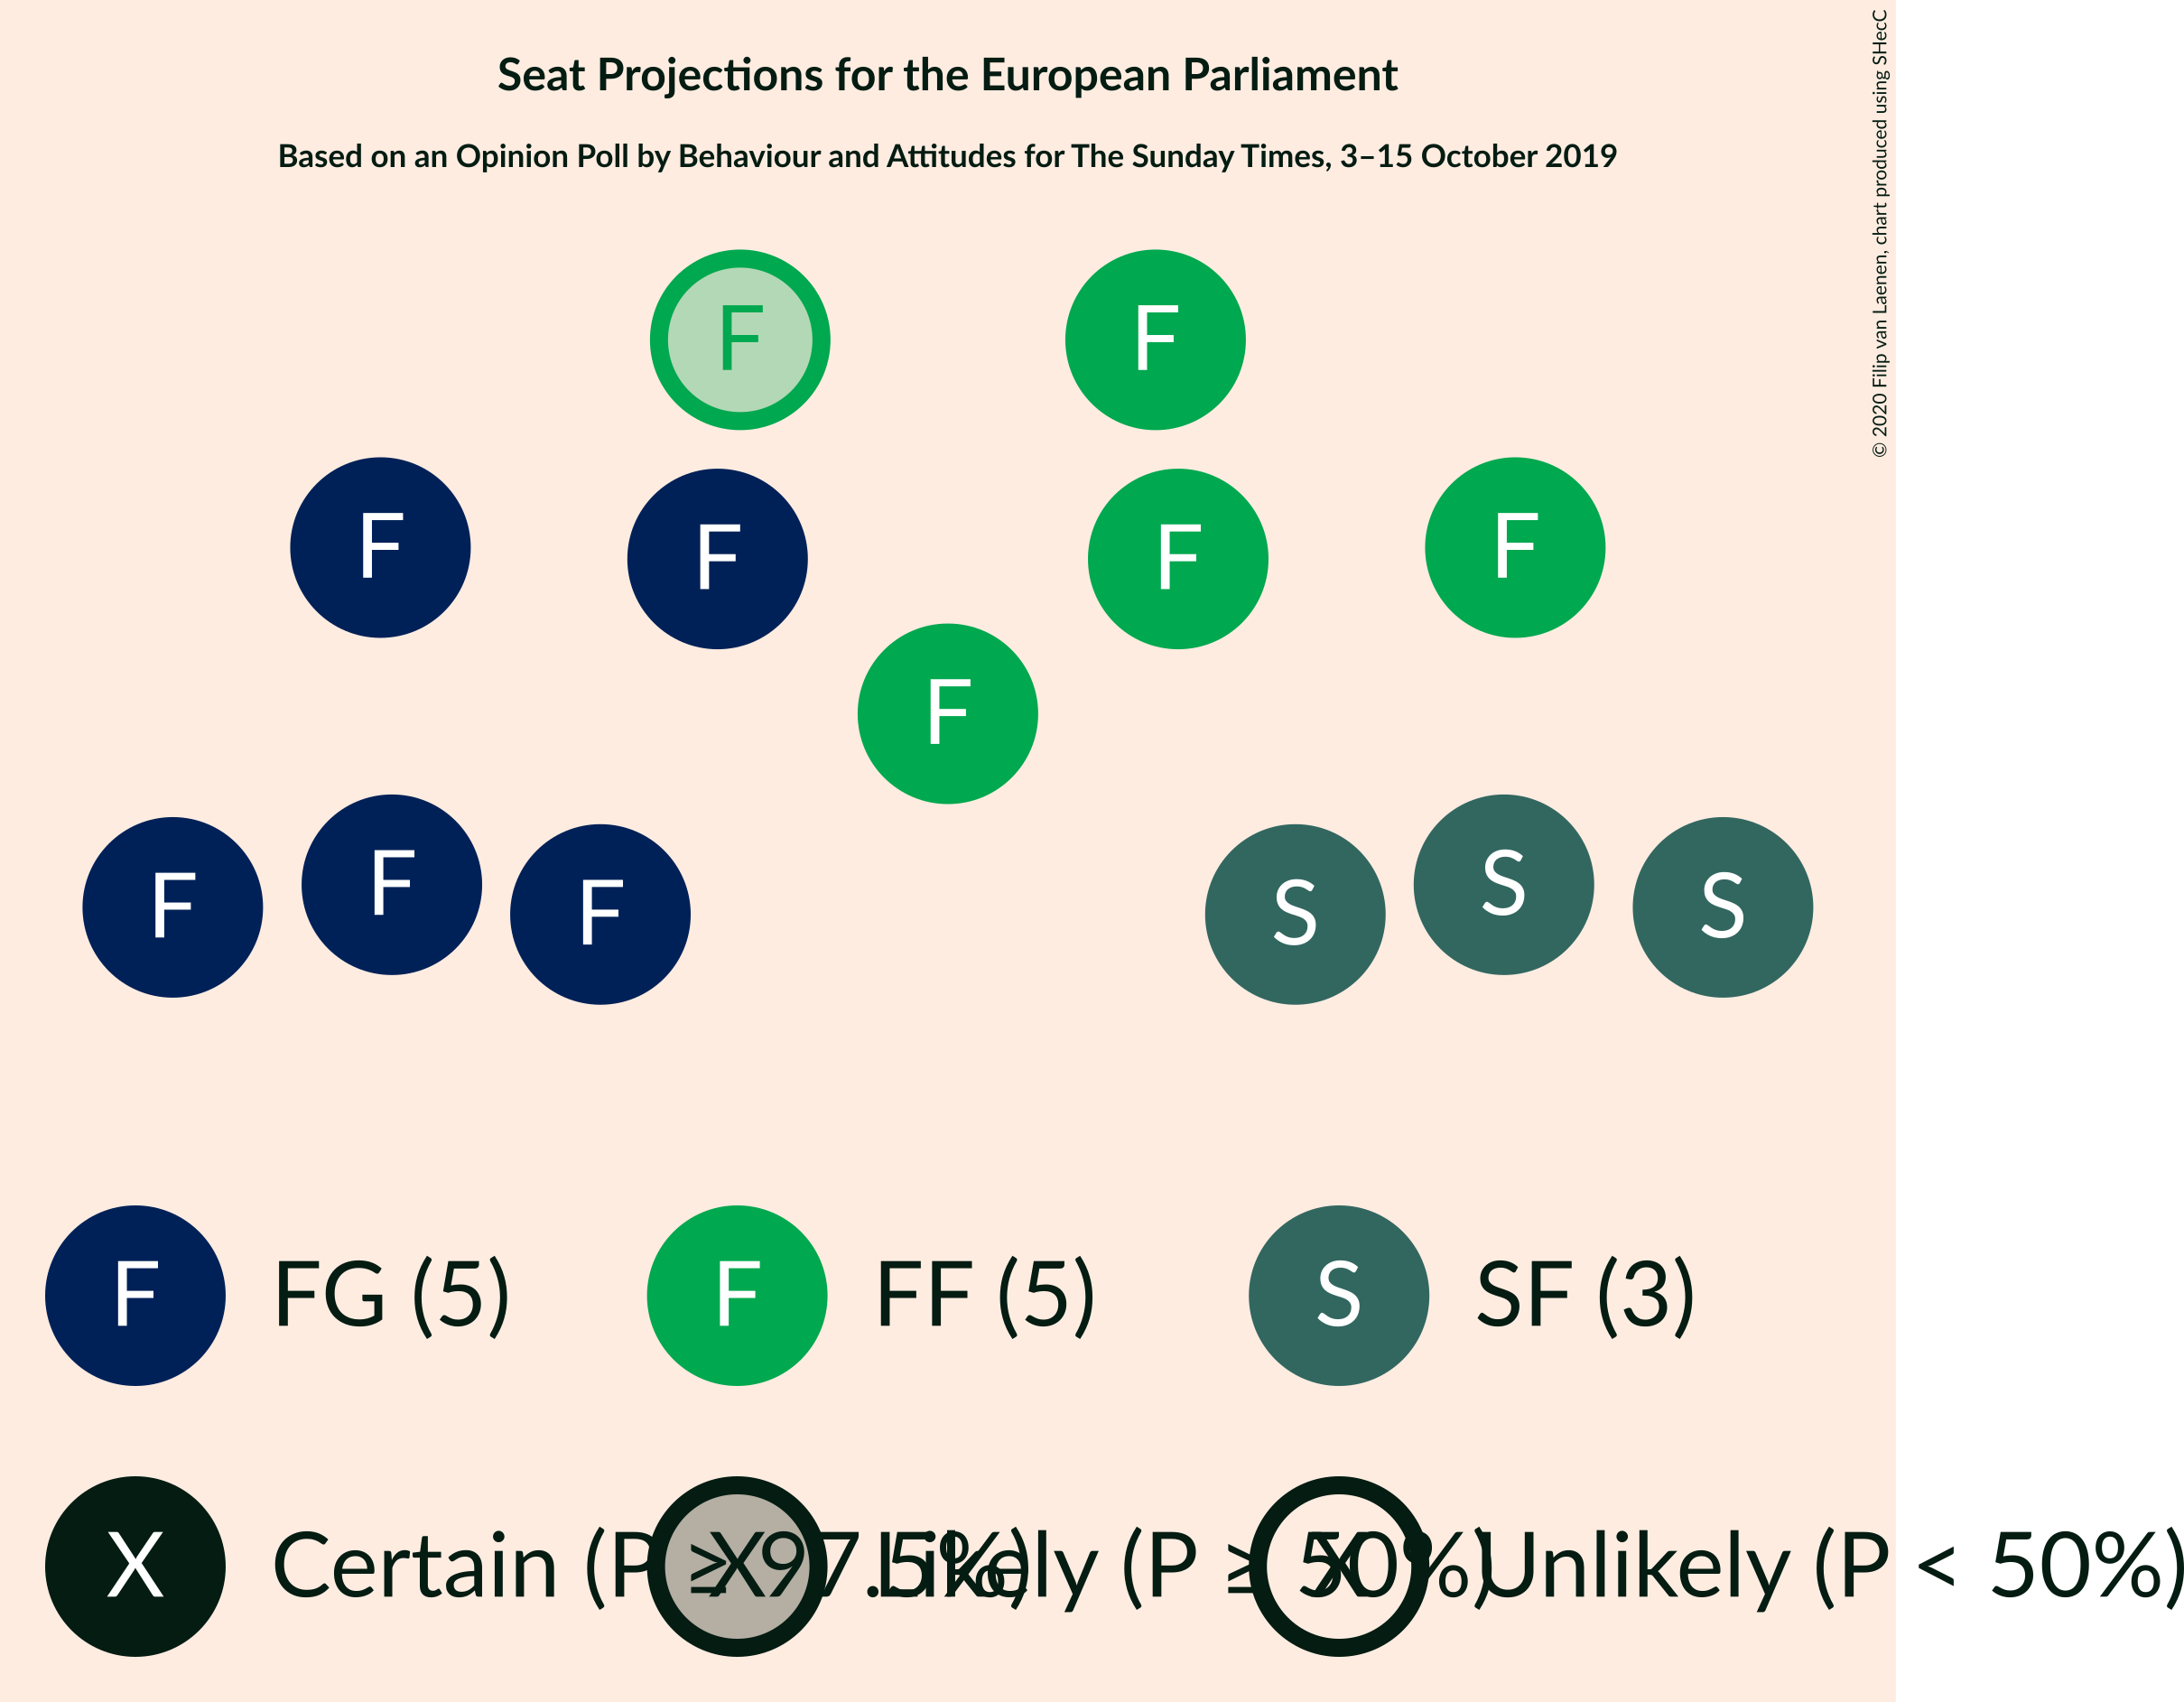 Seat Projections for the European Parliament
Based on an Opinion Poll by Behaviour and Attitudes for The Sunday Times, 3–15 October 2019
© 2020 Filip van Laenen, chart produced using SHecC
F F
F F F F
F
F F F S S S
F FG (5) F FF (5) S SF (3)
X Certain (P ≥ 97.5%) X Likely (P ≥ 50%) X Unlikely (P < 50%)